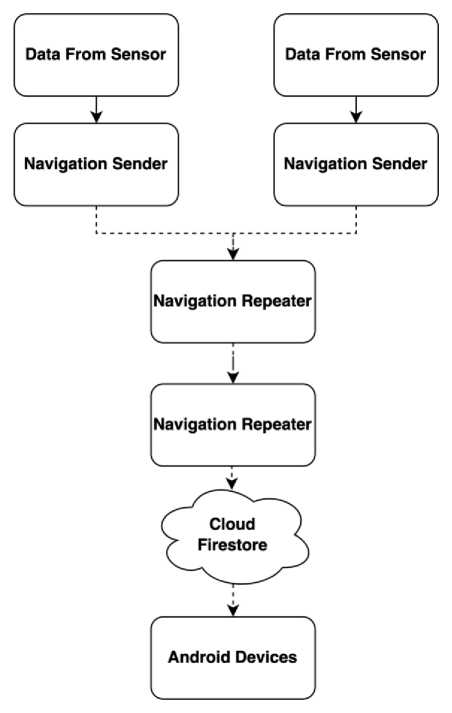 Data From Sensor
Data From Sensor
Navigation Sender
Navigation Sender
Navigation Repeater
Navigation Repeater
Cloud
Firestore
Android Devices